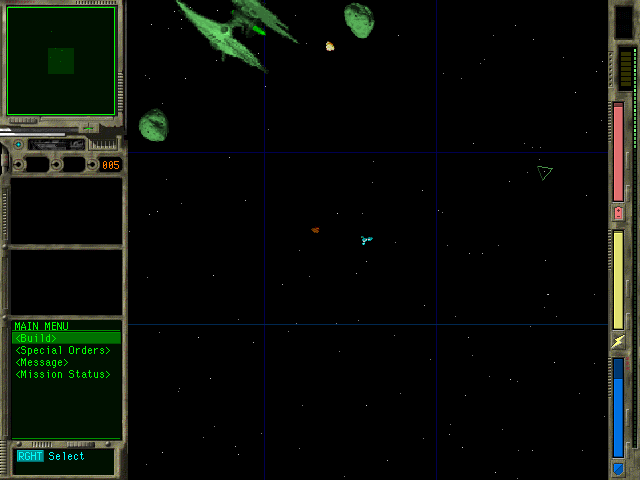 005
MAIN MENU
<Build>
<Special Orders>
<Message>
<Mission Status>
RGHT Select